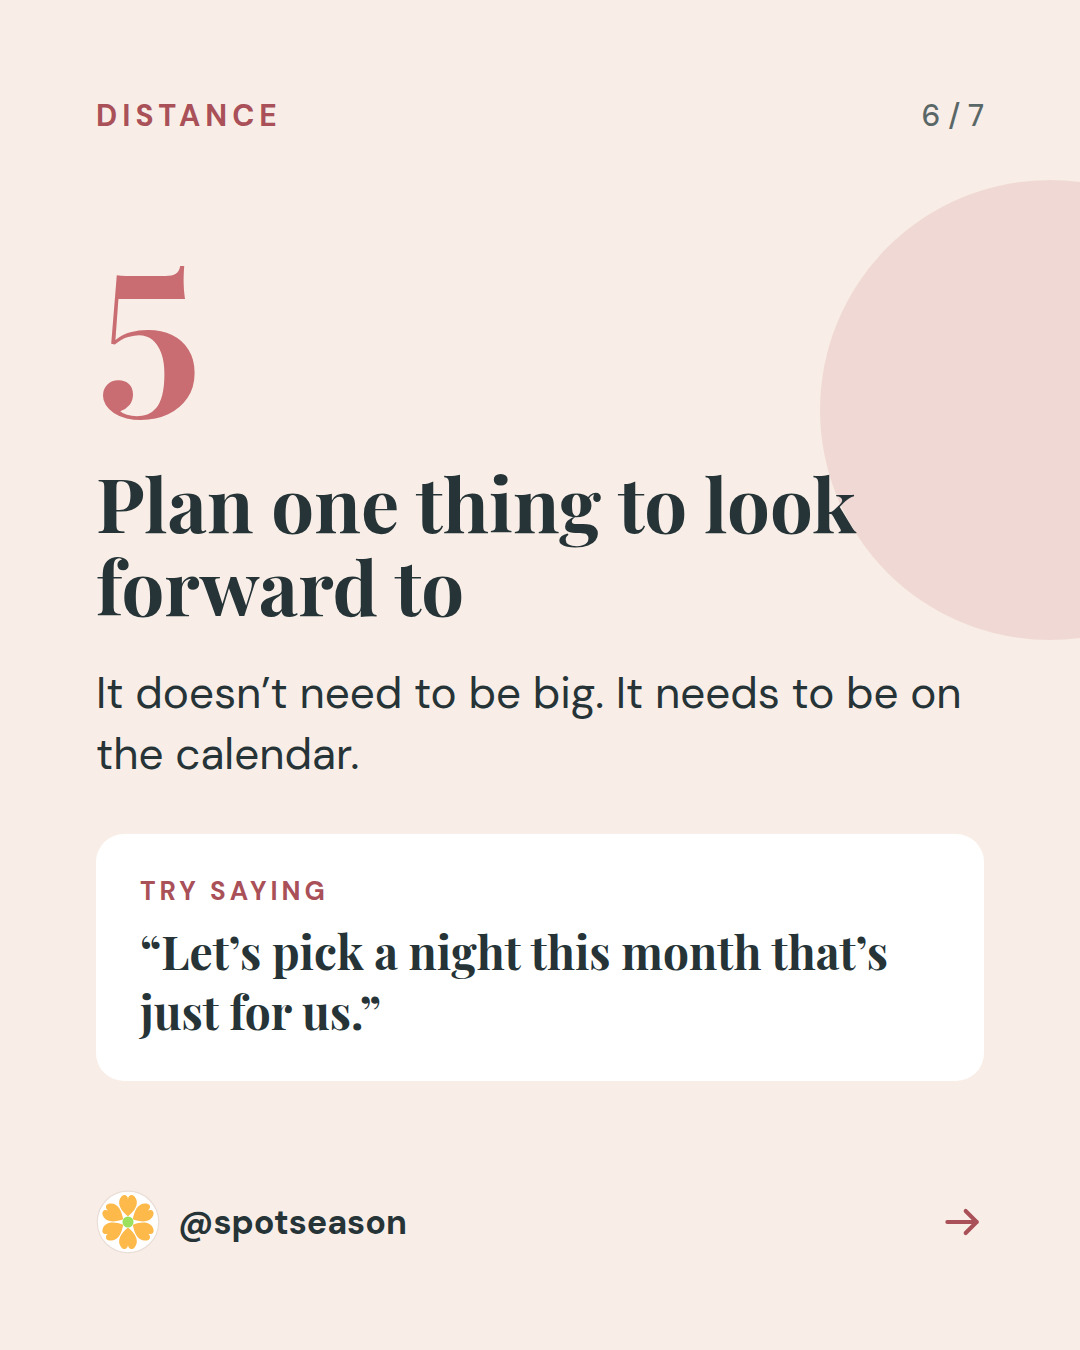 DISTANCE
6 / 7
5
Plan one thing to look
forward to
It doesn’t need to be big. It needs to be on
the calendar.
TRY SAYING
“Let’s pick a night this month that’s
just for us.”
@spotseason